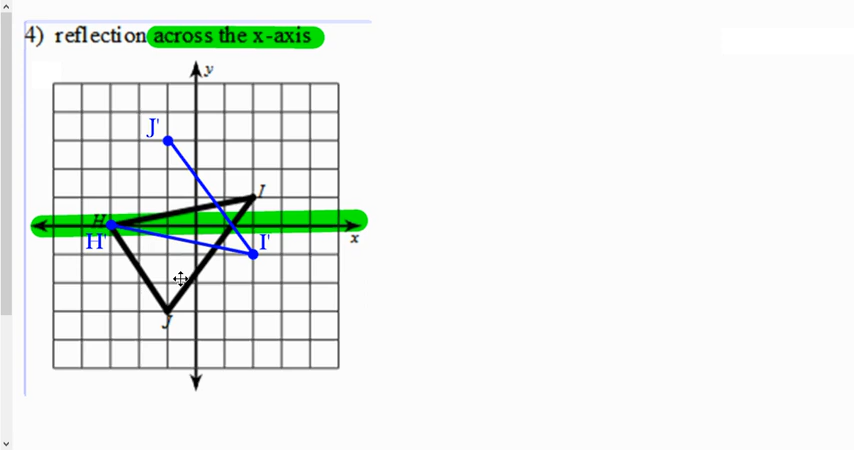 4) reflection across the x-axis
y
J'
I
H
H'
I'
x
J